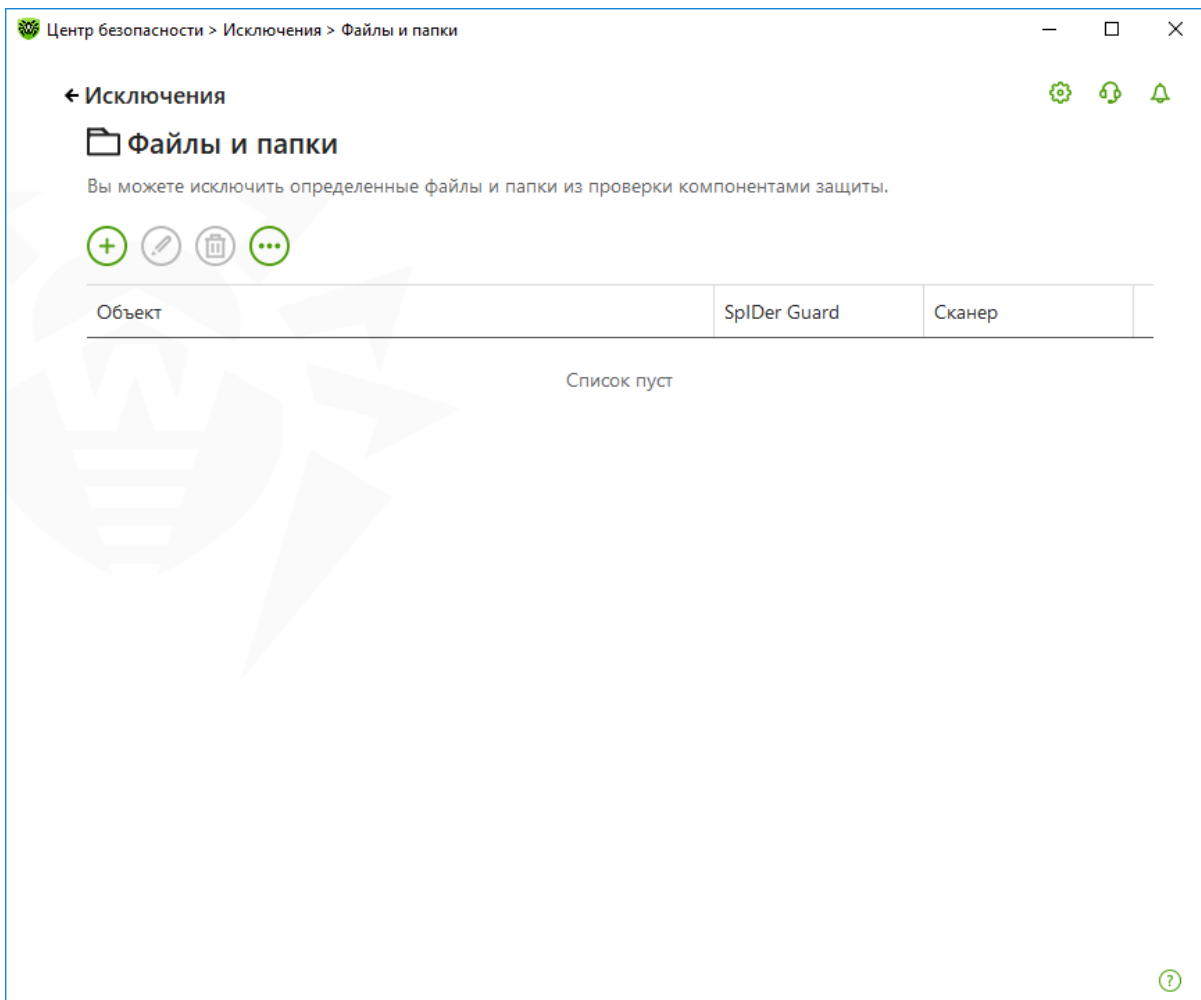 Центр безопасности > Исключения > Файлы и папки
Исключения
Файлы и папки
Вы можете исключить определенные файлы и папки из проверки компонентами защиты.
Объект SpIDer Guard Сканер
Список пуст